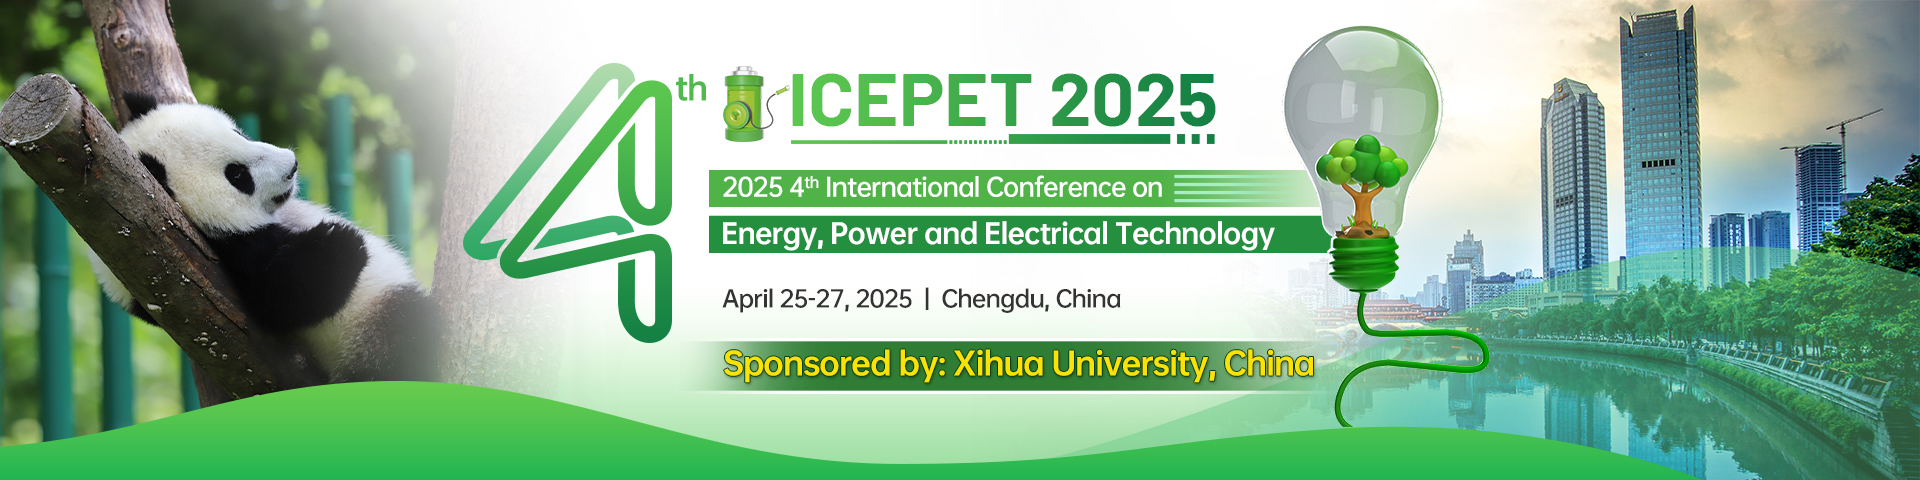 4th
ICEPET 2025
2025 4th International Conference on
Energy, Power and Electrical Technology
April 25-27, 2025 | Chengdu, China
Sponsored by: Xihua University, China